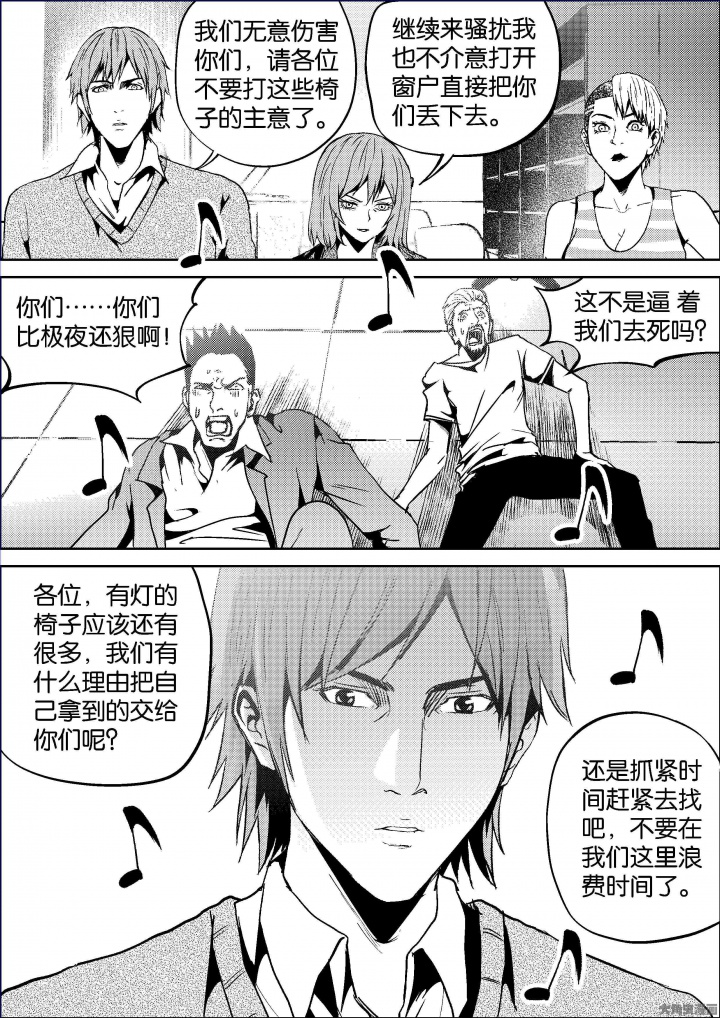 我们无意伤害
你们，请各位
不要打这些椅
子的主意了。
继续来骚扰我
也不介意打开
窗户直接把你
们丢下去。
你们……你们
比极夜还狠啊！
这不是逼 着
我们去死吗？
各位，有灯的
椅子应该还有
很多，我们有
什么理由把自
己拿到的交给
你们呢？
还是抓紧时
间赶紧去找
吧，不要在
我们这里浪
费时间了。